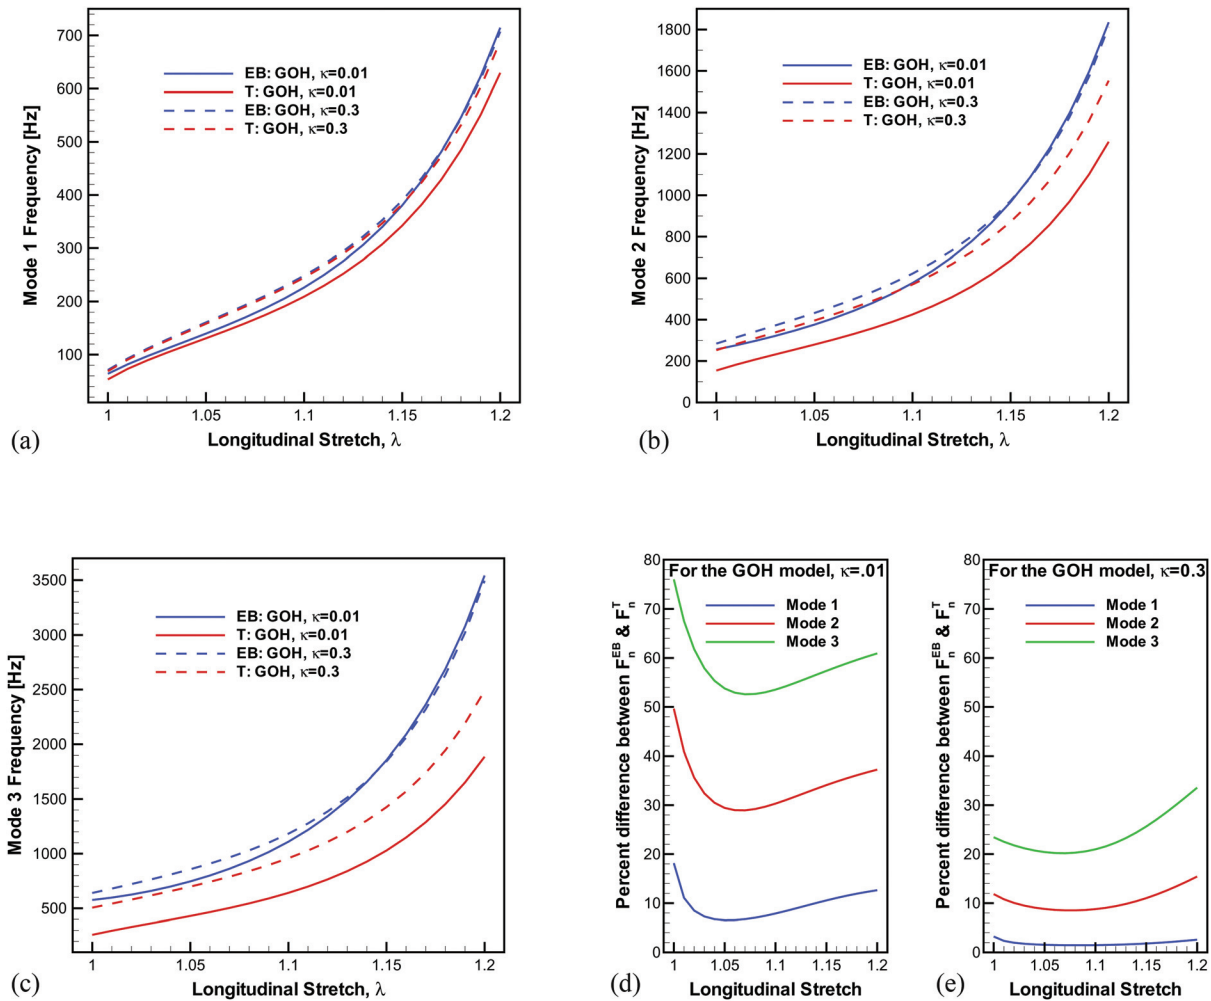 700
600
500
400
300
200
100
Mode 1 Frequency [Hz]
EB: GOH, κ=0.01
T: GOH, κ=0.01
EB: GOH, κ=0.3
T: GOH, κ=0.3
1 1.05 1.1 1.15 1.2
Longitudinal Stretch, λ
(a)
1800
1600
1400
1200
1000
800
600
400
200
0
Mode 2 Frequency [Hz]
EB: GOH, κ=0.01
T: GOH, κ=0.01
EB: GOH, κ=0.3
T: GOH, κ=0.3
1 1.05 1.1 1.15 1.2
Longitudinal Stretch, λ
(b)
3500
3000
2500
2000
1500
1000
500
Mode 3 Frequency [Hz]
EB: GOH, κ=0.01
T: GOH, κ=0.01
EB: GOH, κ=0.3
T: GOH, κ=0.3
1 1.05 1.1 1.15 1.2
Longitudinal Stretch, λ
(c)
80
70
60
50
40
30
20
10
0
Percent difference between F_n^EB & F_n^T
For the GOH model, κ=.01
Mode 1
Mode 2
Mode 3
1 1.05 1.1 1.15 1.2
Longitudinal Stretch
(d)
80
70
60
50
40
30
20
10
0
Percent difference between F_n^EB & F_n^T
For the GOH model, κ=0.3
Mode 1
Mode 2
Mode 3
1 1.05 1.1 1.15 1.2
Longitudinal Stretch
(e)